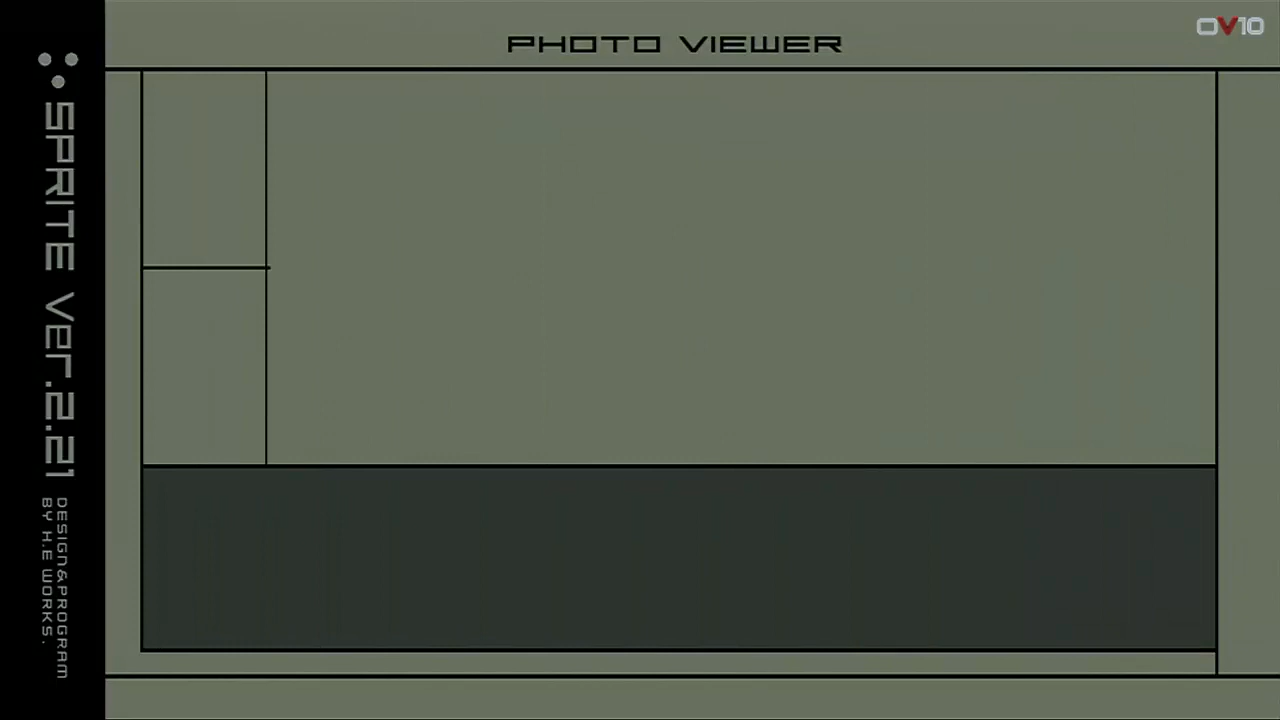 PHOTO VIEWER
OV10
SPRITE Ver.2.21
DESIGN&PROGRAM
BY H.E WORKS.